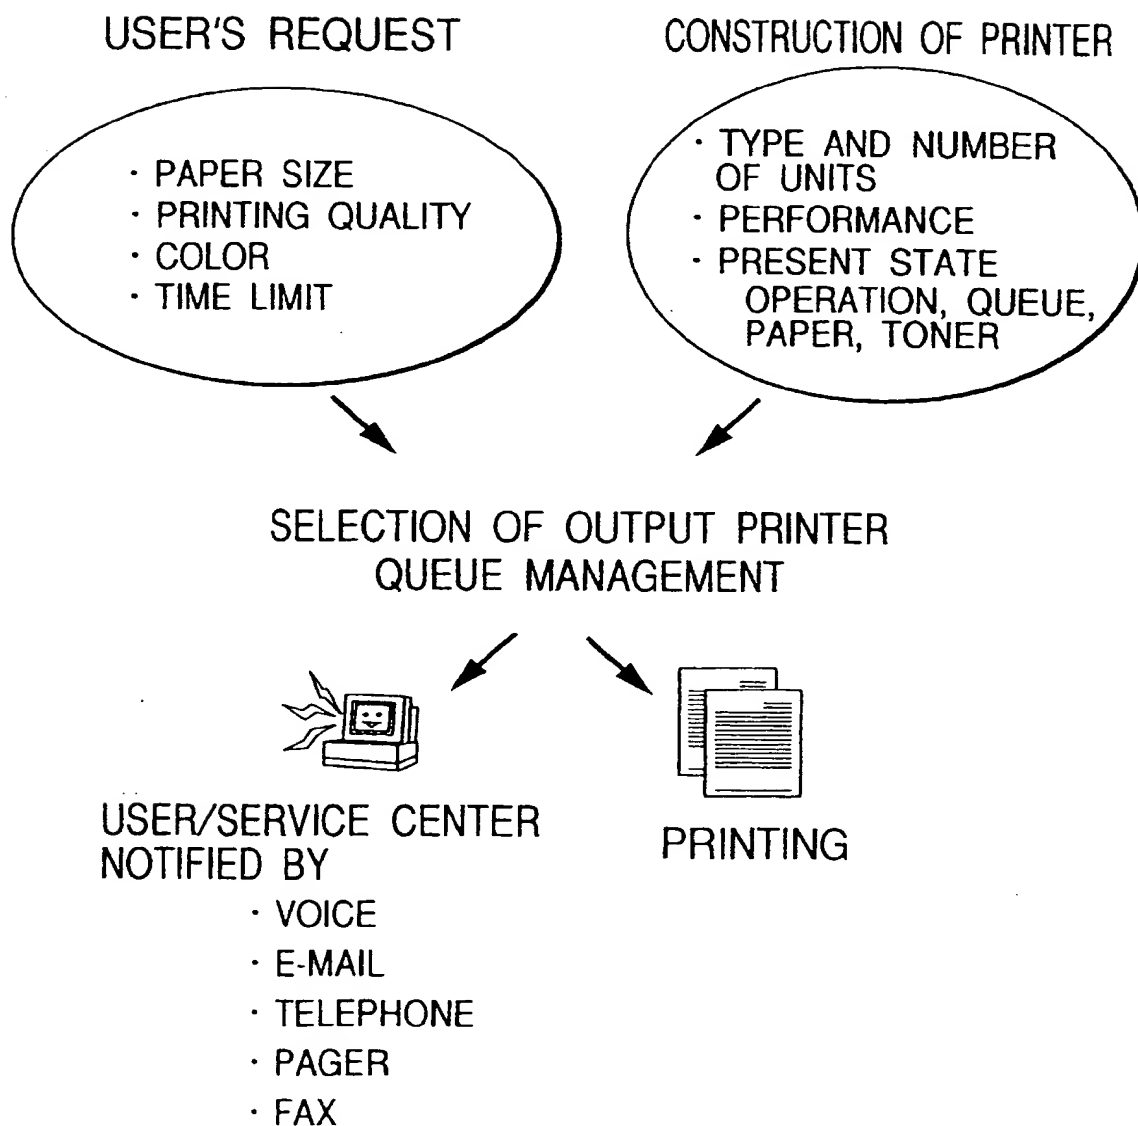 USER'S REQUEST
· PAPER SIZE
· PRINTING QUALITY
· COLOR
· TIME LIMIT
CONSTRUCTION OF PRINTER
· TYPE AND NUMBER
OF UNITS
· PERFORMANCE
· PRESENT STATE
OPERATION, QUEUE,
PAPER, TONER
SELECTION OF OUTPUT PRINTER
QUEUE MANAGEMENT
USER/SERVICE CENTER
NOTIFIED BY
· VOICE
· E-MAIL
· TELEPHONE
· PAGER
· FAX
PRINTING